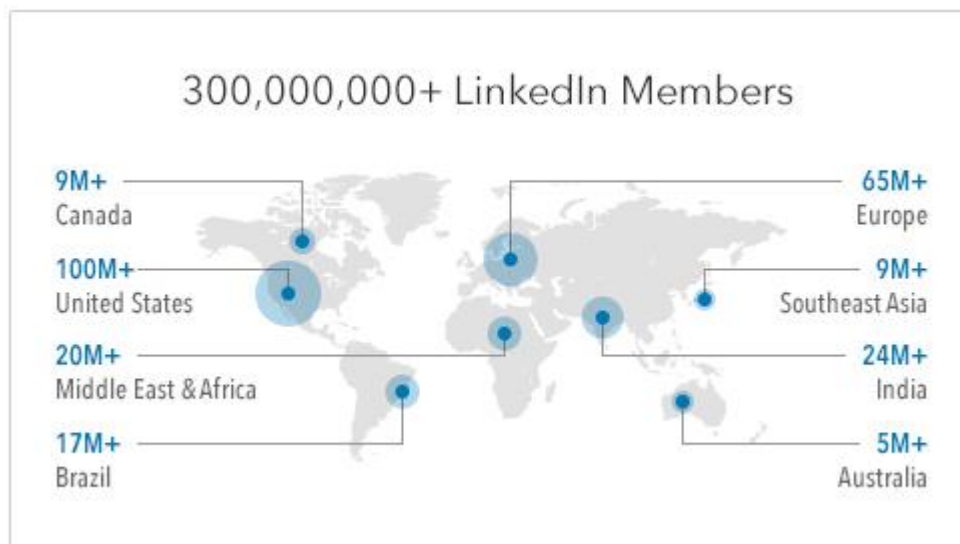 300,000,000+ LinkedIn Members
9M+
Canada
100M+
United States
20M+
Middle East & Africa
17M+
Brazil
65M+
Europe
9M+
Southeast Asia
24M+
India
5M+
Australia